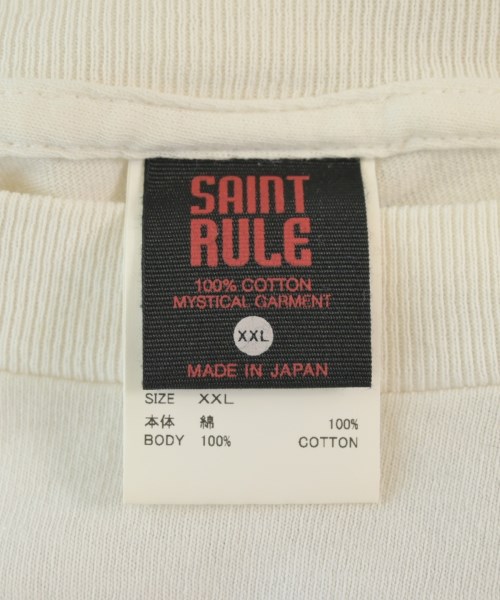 SAINT
RULE
100% COTTON
MYSTICAL GARMENT
XXL
MADE IN JAPAN
SIZE XXL
本体 綿 100%
BODY 100% COTTON